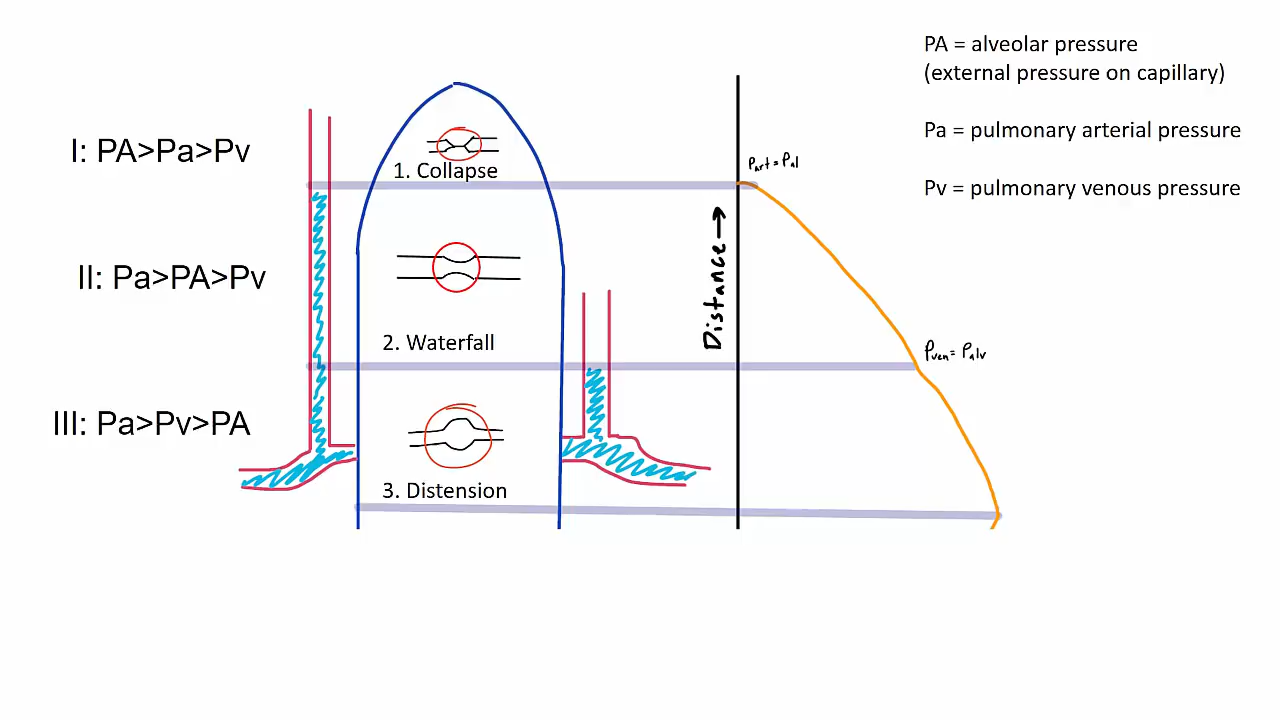 PA = alveolar pressure
(external pressure on capillary)
Pa = pulmonary arterial pressure
Pv = pulmonary venous pressure
I: PA>Pa>Pv
1. Collapse
Part = Pal
II: Pa>PA>Pv
Distance→
2. Waterfall
Pven = Palv
III: Pa>Pv>PA
3. Distension